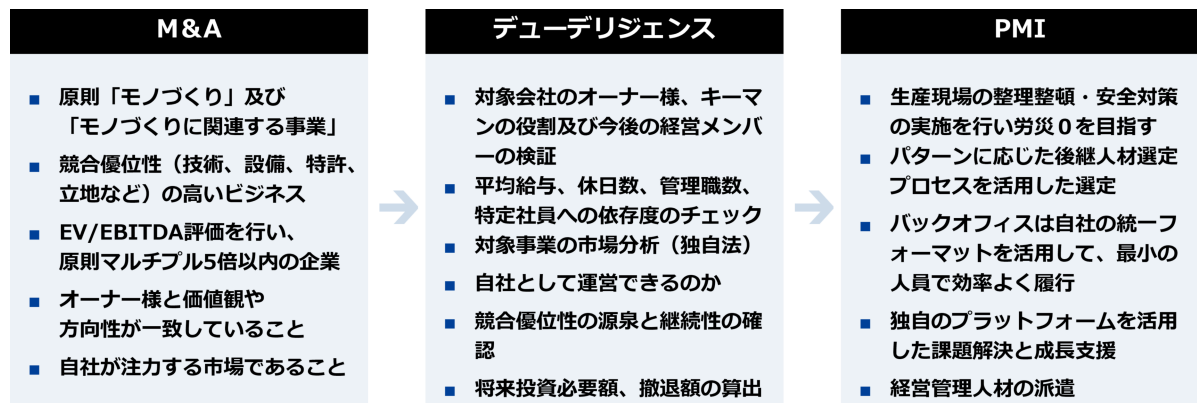 M&A
■ 原則「モノづくり」及び
「モノづくりに関連する事業」
■ 競合優位性（技術、設備、特許、
立地など）の高いビジネス
■ EV/EBITDA評価を行い、
原則マルチプル5倍以内の企業
■ オーナー様と価値観や
方向性が一致していること
■ 自社が注力する市場であること
デューデリジェンス
■ 対象会社のオーナー様、キーマ
ンの役割及び今後の経営メンバ
ーの検証
■ 平均給与、休日数、管理職数、
特定社員への依存度のチェック
■ 対象事業の市場分析（独自法）
■ 自社として運営できるのか
■ 競合優位性の源泉と継続性の確
認
■ 将来投資必要額、撤退額の算出
PMI
■ 生産現場の整理整頓・安全対策
の実施を行い労災０を目指す
■ パターンに応じた後継人材選定
プロセスを活用した選定
■ バックオフィスは自社の統一フ
ォーマットを活用して、最小の
人員で効率よく履行
■ 独自のプラットフォームを活用
した課題解決と成長支援
■ 経営管理人材の派遣